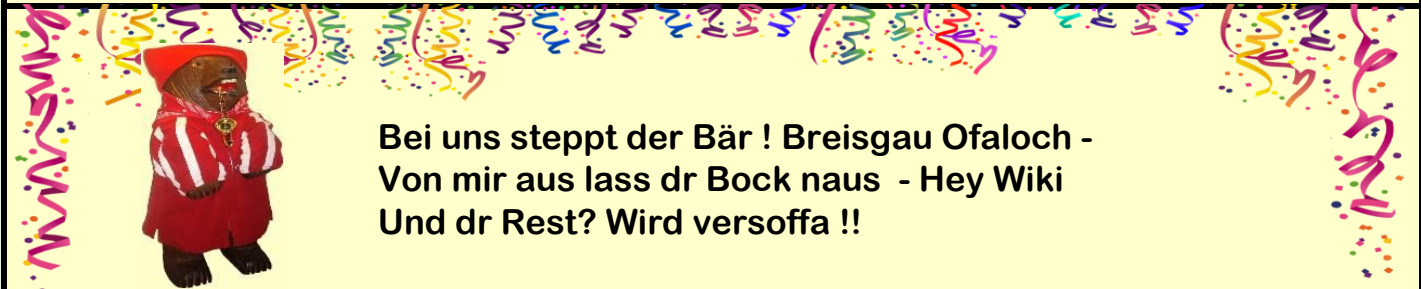 Bei uns steppt der Bär ! Breisgau Ofaloch -
Von mir aus lass dr Bock naus - Hey Wiki
Und dr Rest? Wird versoffa !!